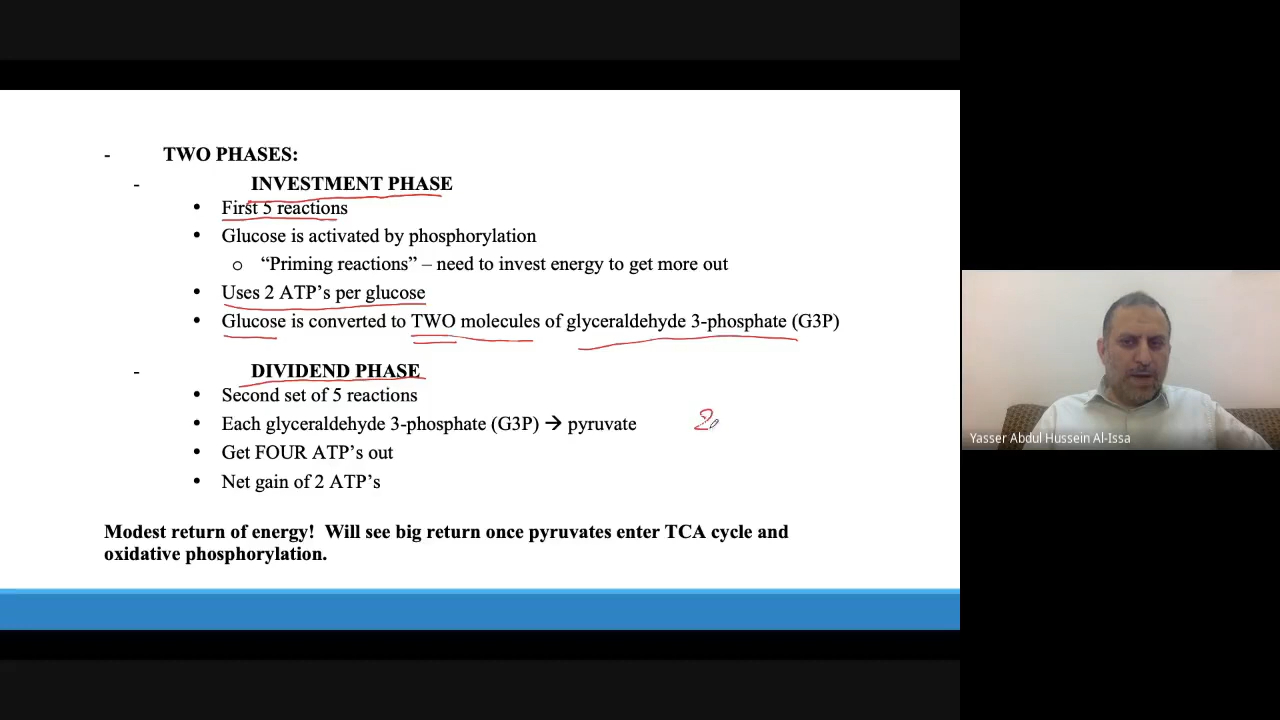 - TWO PHASES:
- INVESTMENT PHASE
• First 5 reactions
• Glucose is activated by phosphorylation
o “Priming reactions” – need to invest energy to get more out
• Uses 2 ATP’s per glucose
• Glucose is converted to TWO molecules of glyceraldehyde 3-phosphate (G3P)
- DIVIDEND PHASE
• Second set of 5 reactions
• Each glyceraldehyde 3-phosphate (G3P) → pyruvate 2
• Get FOUR ATP’s out
• Net gain of 2 ATP’s
Modest return of energy! Will see big return once pyruvates enter TCA cycle and
oxidative phosphorylation.
Yasser Abdul Hussein Al-Issa